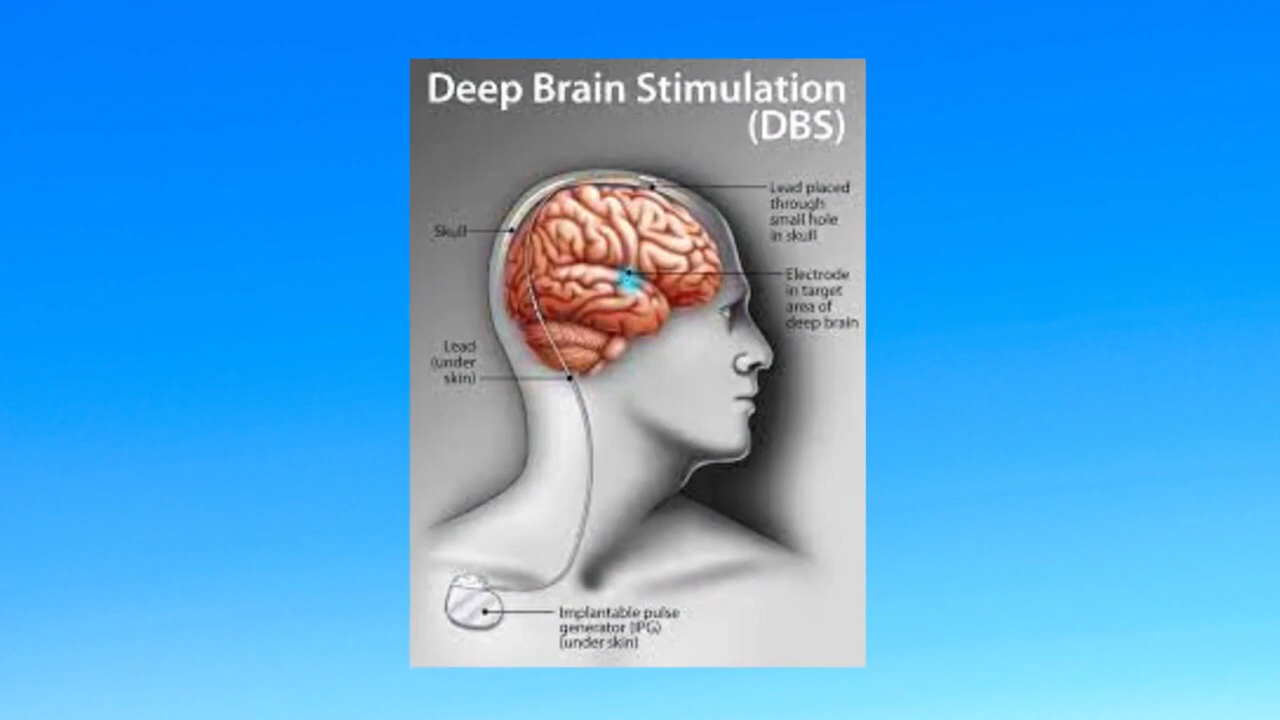 Deep Brain Stimulation
(DBS)
Lead placed
through
small hole
in skull
Skull
Electrode
in target
area of
deep brain
Lead
(under
skin)
Implantable pulse
generator (IPG)
(under skin)